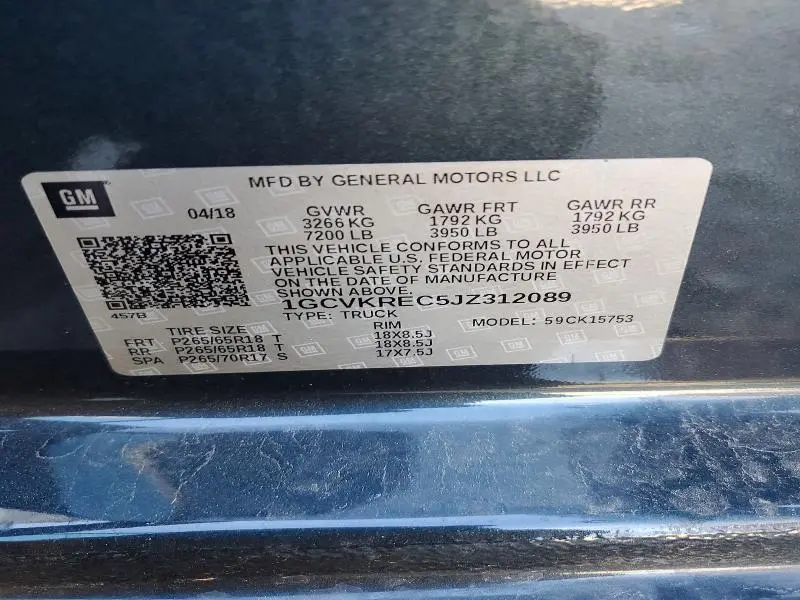 MFD BY GENERAL MOTORS LLC
GM
04/18
GVWR GAWR FRT GAWR RR
3266 KG 1792 KG 1792 KG
7200 LB 3950 LB 3950 LB
THIS VEHICLE CONFORMS TO ALL
APPLICABLE U.S. FEDERAL MOTOR
VEHICLE SAFETY STANDARDS IN EFFECT
ON THE DATE OF MANUFACTURE
SHOWN ABOVE.
1GCVKREC5JZ312089
457B
TYPE: TRUCK MODEL: 59CK15753
TIRE SIZE RIM
FRT P265/65R18 T 18X8.5J
RR P265/65R18 T 18X8.5J
SPA P265/70R17 S 17X7.5J